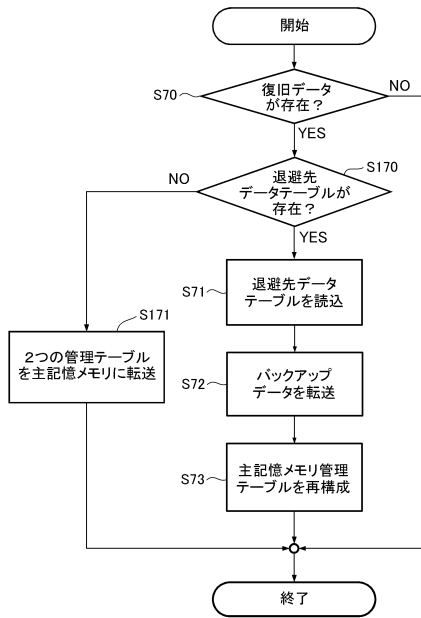 開始
S70
復旧データ
が存在？
NO
YES
S170
退避先
データテーブルが
存在？
NO
YES
S71
退避先データ
テーブルを読込
S171
２つの管理テーブル
を主記憶メモリに転送
S72
バックアップ
データを転送
S73
主記憶メモリ管理
テーブルを再構成
終了